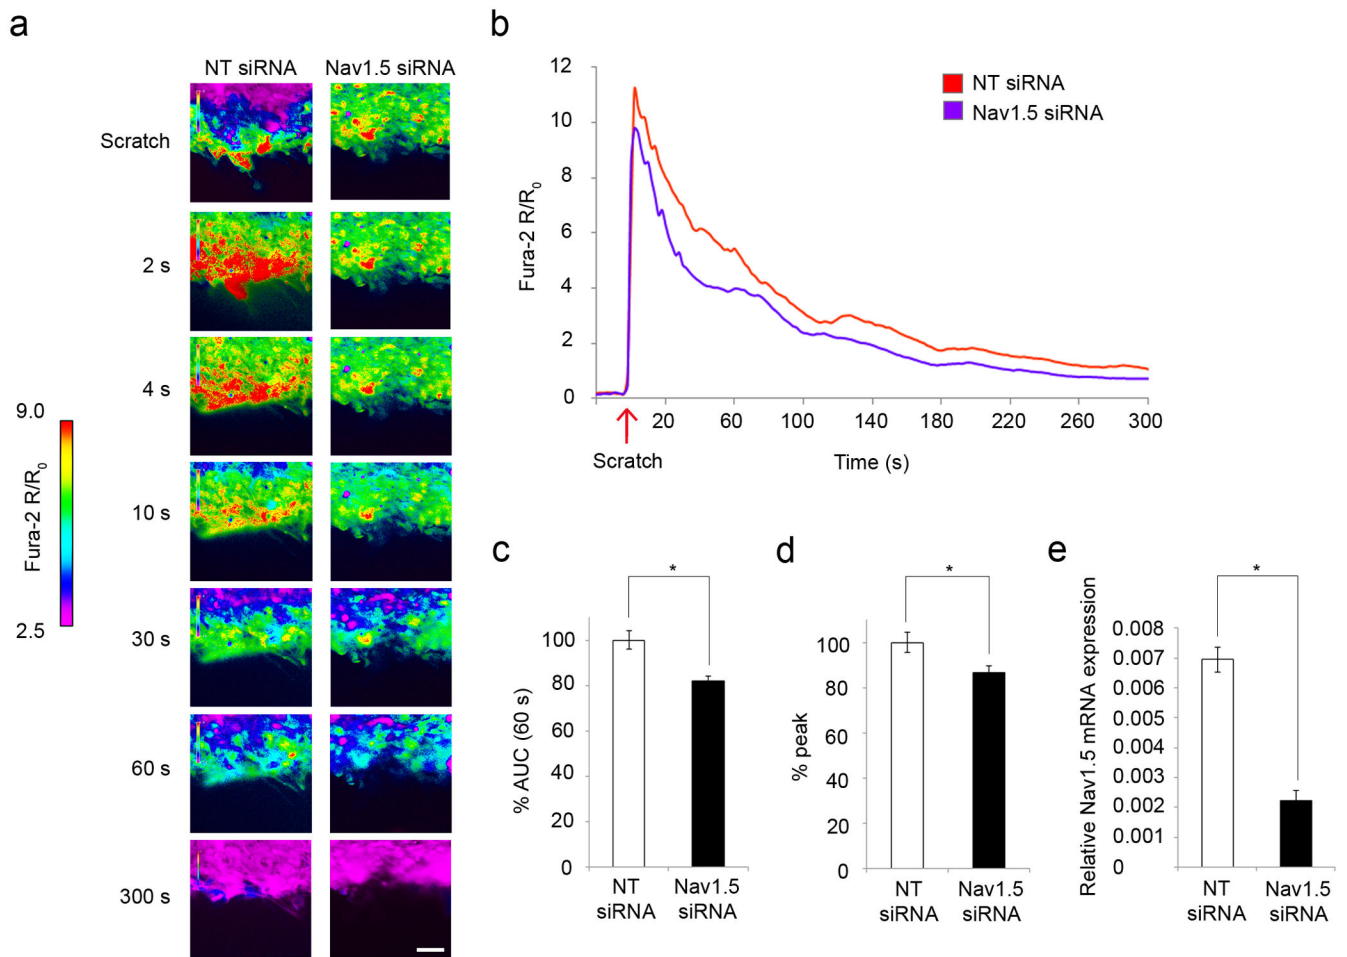 a
NT siRNA
Nav1.5 siRNA
Scratch
2 s
4 s
10 s
30 s
60 s
300 s
9.0
Fura-2 R/R0
2.5
b
12
10
8
6
4
2
0
Fura-2 R/R0
NT siRNA
Nav1.5 siRNA
20
60
100
140
180
220
260
300
Scratch
Time (s)
c
*
100
80
60
40
20
0
% AUC (60 s)
NT
siRNA
Nav1.5
siRNA
d
*
100
80
60
40
20
0
% peak
NT
siRNA
Nav1.5
siRNA
e
*
0.008
0.007
0.006
0.005
0.004
0.003
0.002
0.001
0
Relative Nav1.5 mRNA expression
NT
siRNA
Nav1.5
siRNA